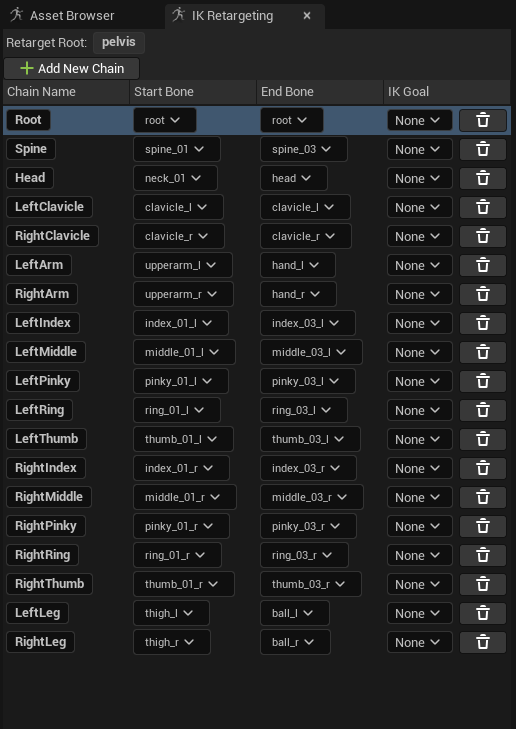 Asset Browser IK Retargeting
Retarget Root: pelvis
Add New Chain
Chain Name Start Bone End Bone IK Goal
Root root root None
Spine spine_01 spine_03 None
Head neck_01 head None
LeftClavicle clavicle_l clavicle_l None
RightClavicle clavicle_r clavicle_r None
LeftArm upperarm_l hand_l None
RightArm upperarm_r hand_r None
LeftIndex index_01_l index_03_l None
LeftMiddle middle_01_l middle_03_l None
LeftPinky pinky_01_l pinky_03_l None
LeftRing ring_01_l ring_03_l None
LeftThumb thumb_01_l thumb_03_l None
RightIndex index_01_r index_03_r None
RightMiddle middle_01_r middle_03_r None
RightPinky pinky_01_r pinky_03_r None
RightRing ring_01_r ring_03_r None
RightThumb thumb_01_r thumb_03_r None
LeftLeg thigh_l ball_l None
RightLeg thigh_r ball_r None